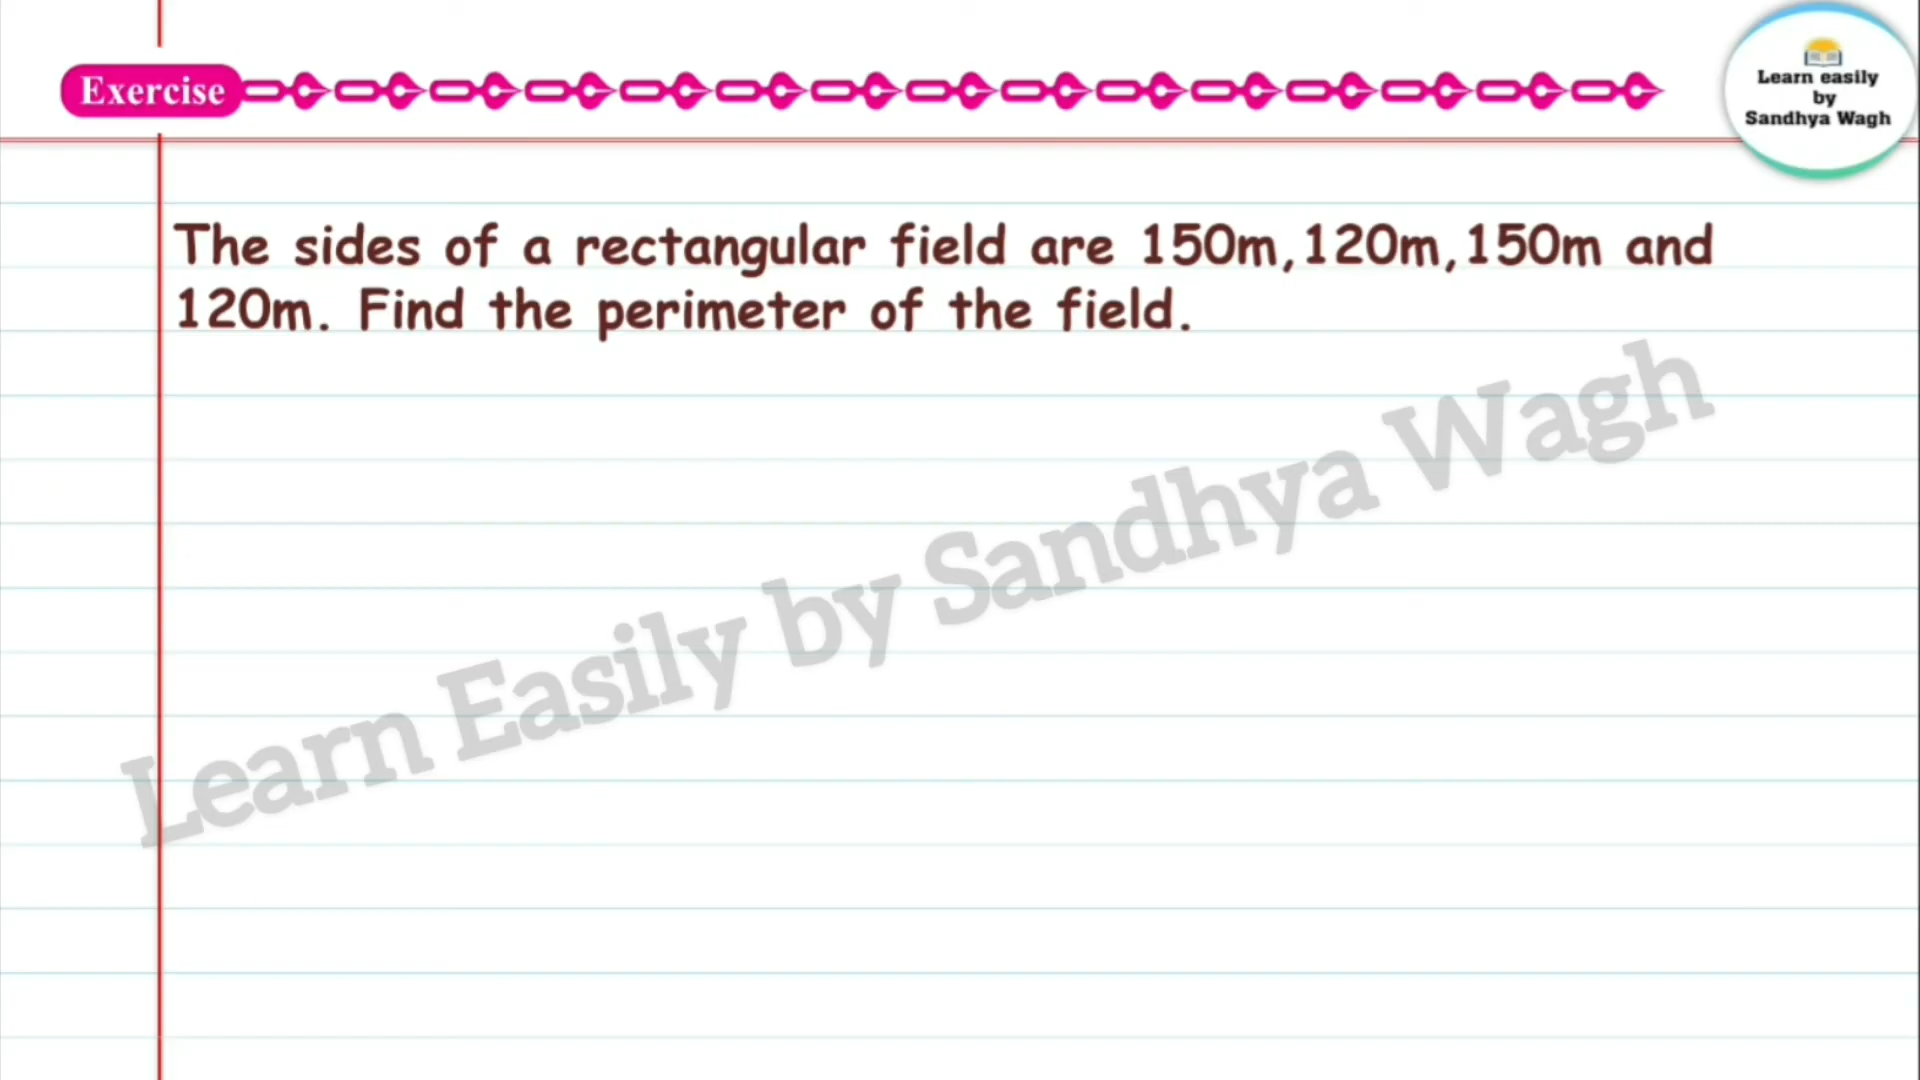 Exercise
Learn easily
by
Sandhya Wagh
The sides of a rectangular field are 150m,120m,150m and
120m. Find the perimeter of the field.
Learn Easily by Sandhya Wagh